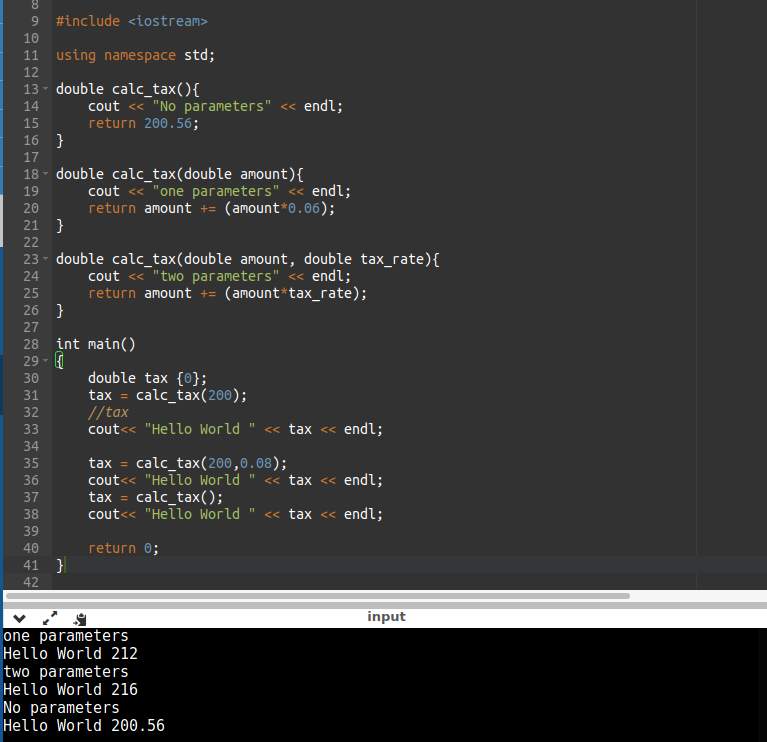 8
9 #include <iostream>
10
11 using namespace std;
12
13 double calc_tax(){
14     cout << "No parameters" << endl;
15     return 200.56;
16 }
17
18 double calc_tax(double amount){
19     cout << "one parameters" << endl;
20     return amount += (amount*0.06);
21 }
22
23 double calc_tax(double amount, double tax_rate){
24     cout << "two parameters" << endl;
25     return amount += (amount*tax_rate);
26 }
27
28 int main()
29 {
30     double tax {0};
31     tax = calc_tax(200);
32     //tax
33     cout<< "Hello World " << tax << endl;
34
35     tax = calc_tax(200,0.08);
36     cout<< "Hello World " << tax << endl;
37     tax = calc_tax();
38     cout<< "Hello World " << tax << endl;
39
40     return 0;
41 }
42
input
one parameters
Hello World 212
two parameters
Hello World 216
No parameters
Hello World 200.56